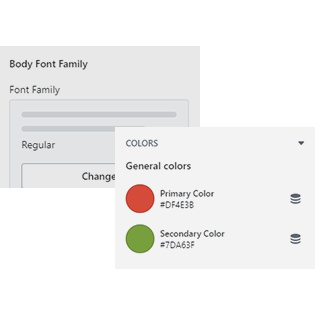 Body Font Family
Font Family
Regular
Change
COLORS
General colors
Primary Color
#DF4E3B
Secondary Color
#7DA63F